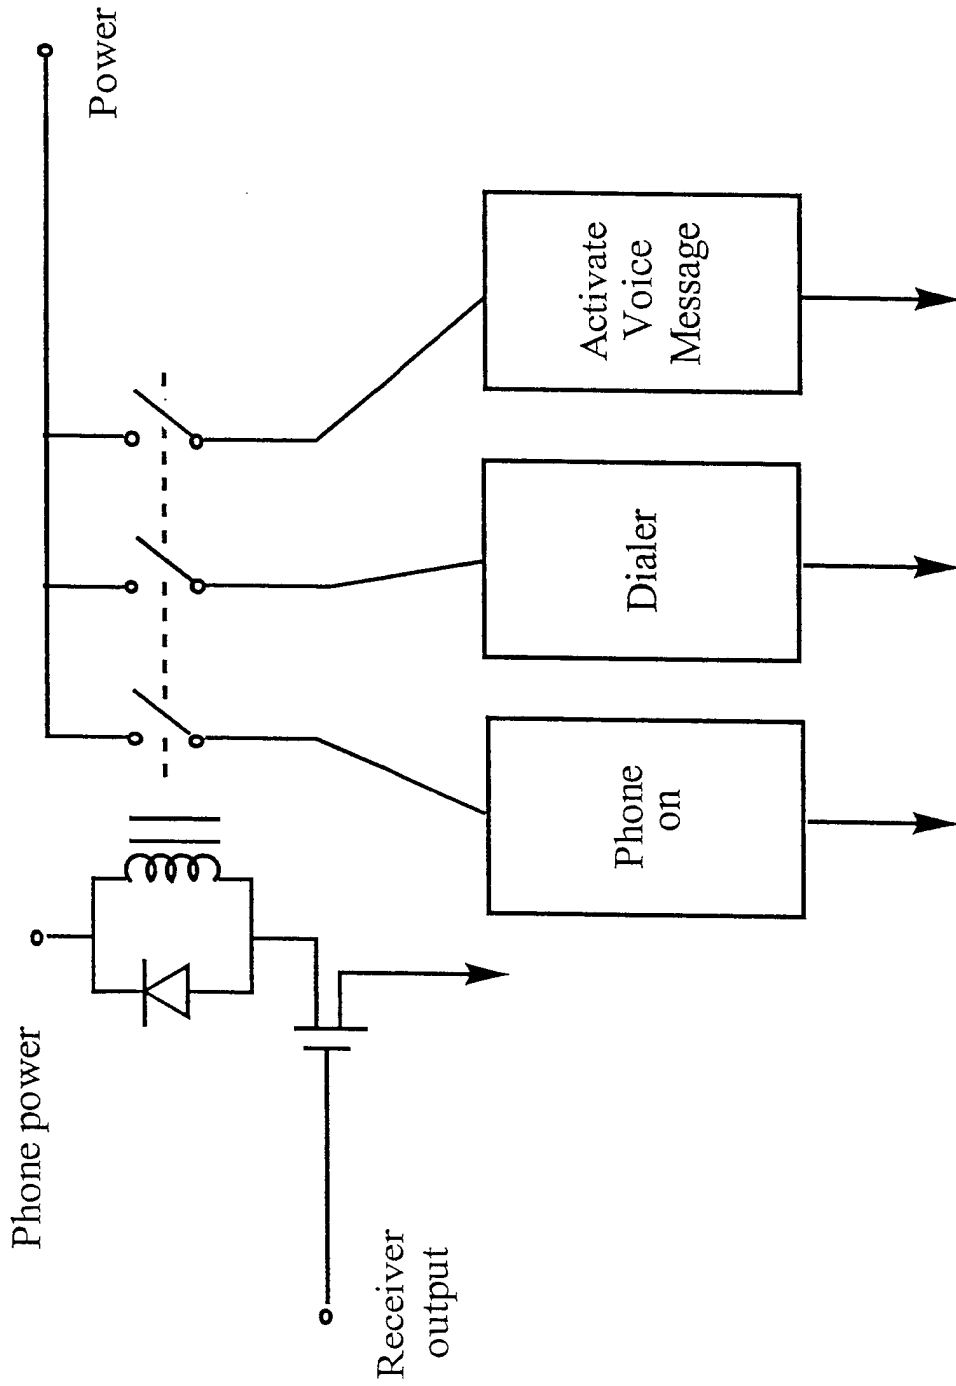 Phone power
Power
Receiver
output
Phone
on
Dialer
Activate
Voice
Message